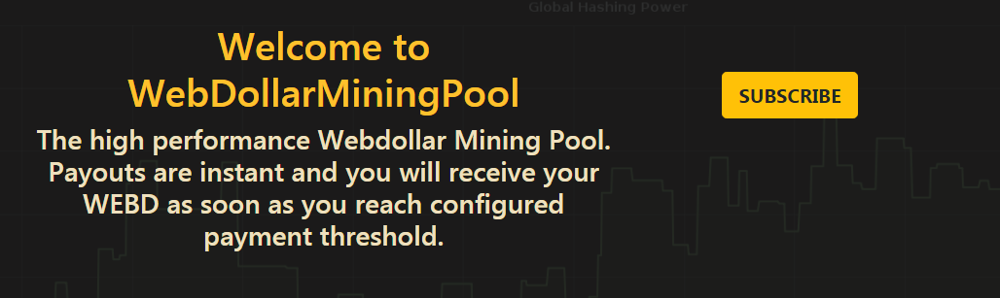 Global Hashing Power
Welcome to
WebDollarMiningPool
SUBSCRIBE
The high performance Webdollar Mining Pool.
Payouts are instant and you will receive your
WEBD as soon as you reach configured
payment threshold.